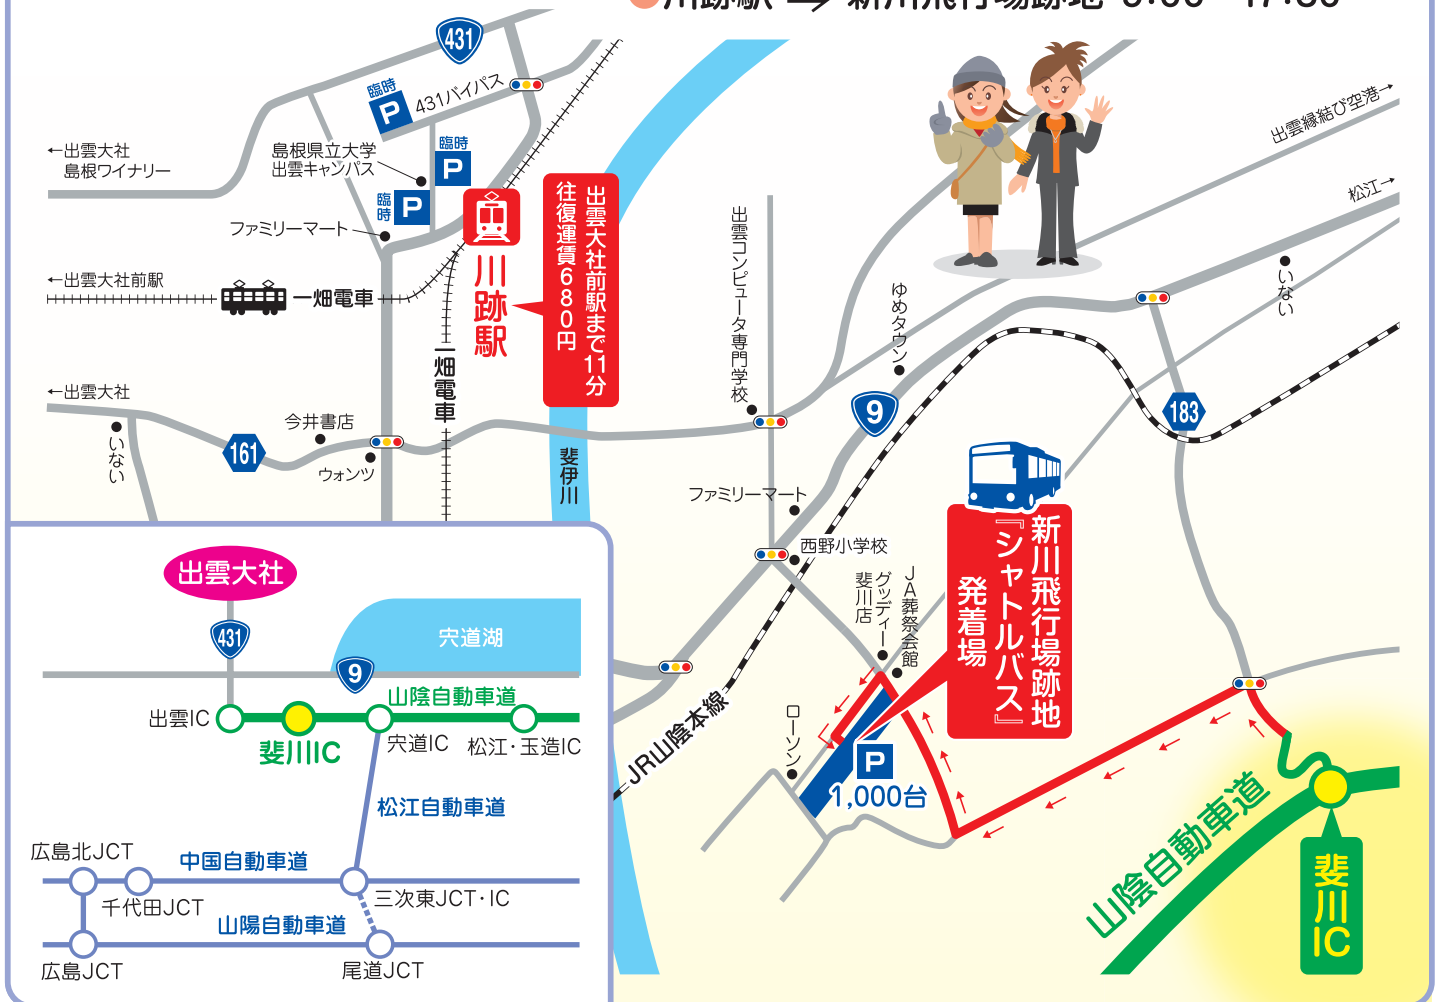 川跡駅 新川飛行場跡地
431
臨時
P
431バイパス
←出雲大社
島根ワイナリー
島根県立大学
出雲キャンパス
臨時
P
臨時
P
ファミリーマート
←出雲大社前駅
一畑電車
川跡駅
出雲大社前駅まで11分
往復運賃680円
一畑電車
←出雲大社
いない
161
今井書店
ウォンツ
斐伊川
出雲縁結び空港→
松江→
いない
出雲コンピュータ専門学校
ゆめタウン
9
183
ファミリーマート
西野小学校
JA葬祭会館
グッディー
斐川店
新川飛行場跡地
『シャトルバス』
発着場
ローソン
P
1,000台
JR山陰本線
山陰自動車道
斐川IC
出雲大社
431
宍道湖
9
山陰自動車道
出雲IC
斐川IC
宍道IC
松江・玉造IC
松江自動車道
広島北JCT
中国自動車道
千代田JCT
三次東JCT・IC
山陽自動車道
広島JCT
尾道JCT